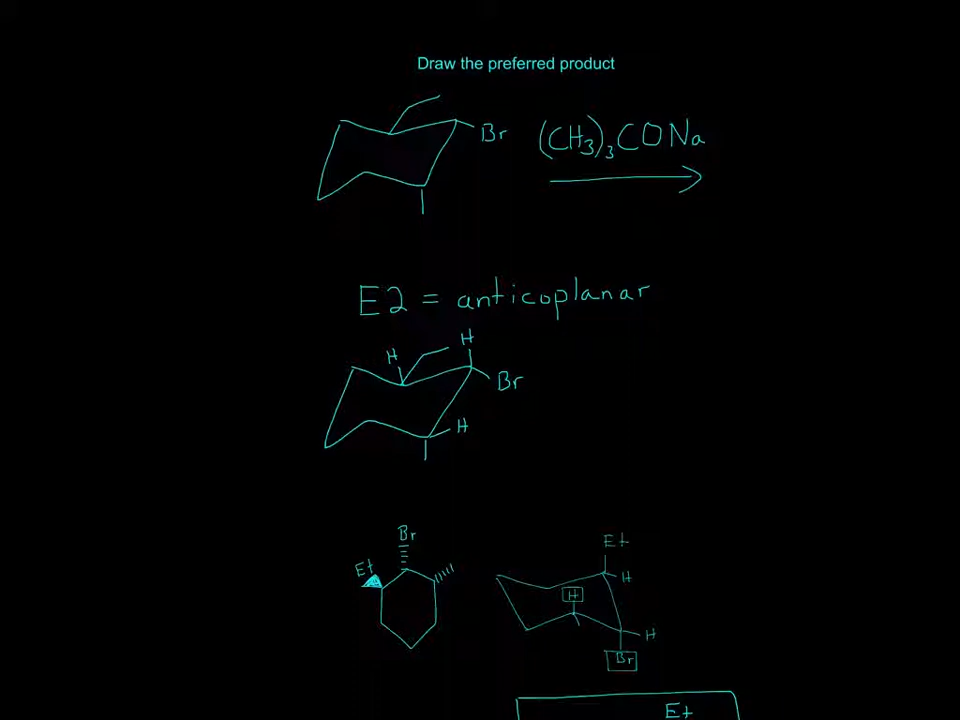 Draw the preferred product
Br
(CH3)3CONa
E2 = anticoplanar
H
H
Br
H
Br
Et
Et
H
H
H
Br
Et